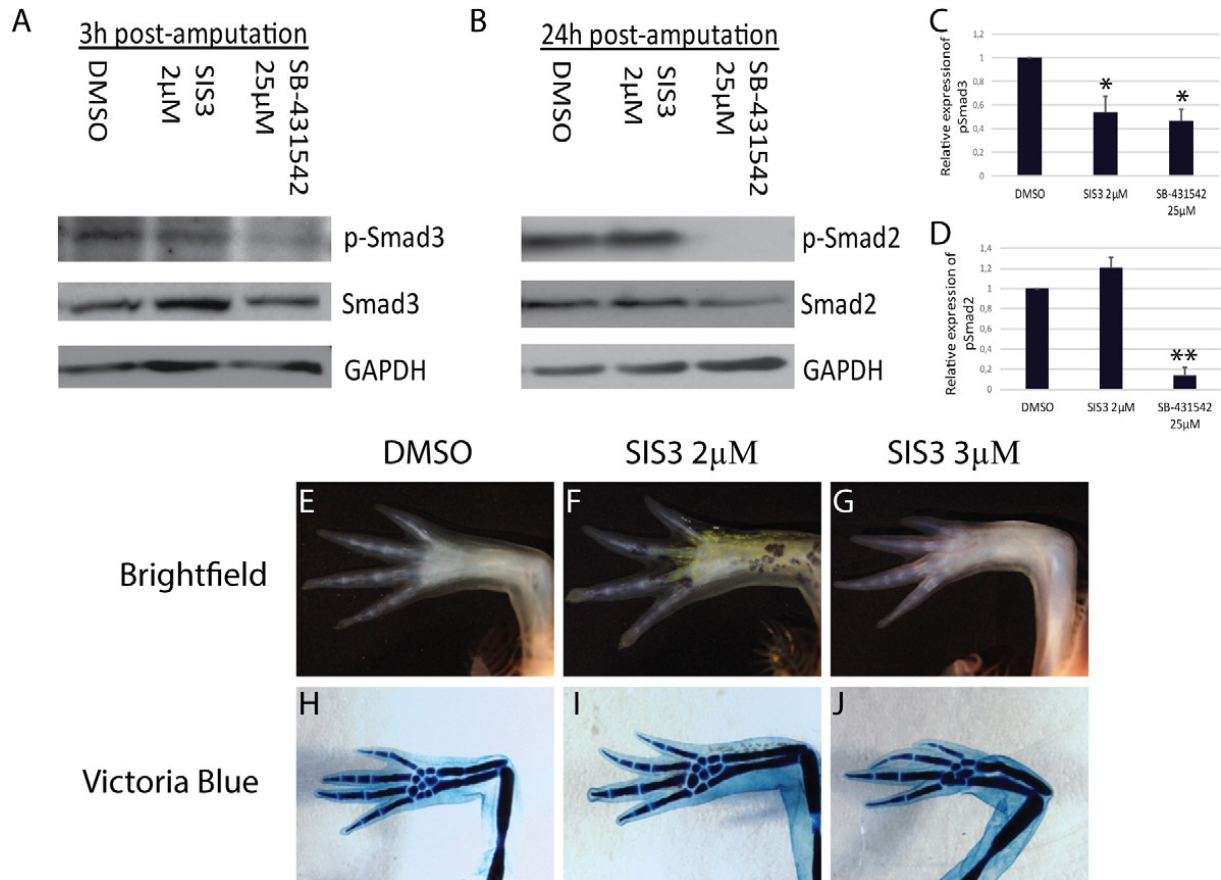 A
3h post-amputation
DMSO
SIS3
2µM
SB-431542
25µM
p-Smad3
Smad3
GAPDH
B
24h post-amputation
DMSO
SIS3
2µM
SB-431542
25µM
p-Smad2
Smad2
GAPDH
C
Relative expressionof
pSmad3
1,2
1
0,8
0,6
0,4
0,2
0
*
*
DMSO
SIS3 2µM
SB-431542
25µM
D
Relative expression of
pSmad2
1,4
1,2
1
0,8
0,6
0,4
0,2
0
**
DMSO
SIS3 2µM
SB-431542
25µM
DMSO
SIS3 2µM
SIS3 3µM
Brightfield
E
F
G
Victoria Blue
H
I
J